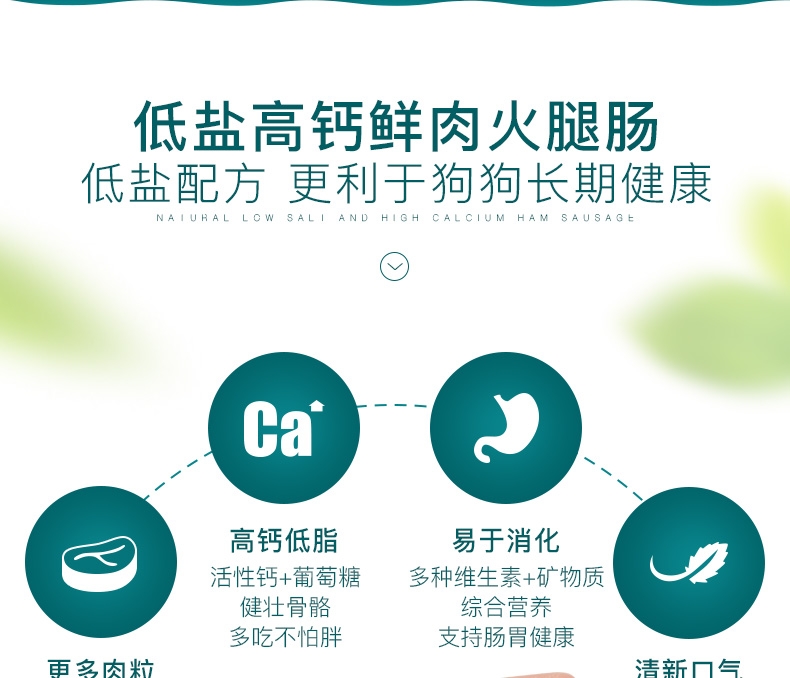 低盐高钙鲜肉火腿肠
低盐配方 更利于狗狗长期健康
NATURAL LOW SALT AND HIGH CALCIUM HAM SAUSAGE
Ca
高钙低脂
活性钙+葡萄糖
健壮骨骼
多吃不怕胖
易于消化
多种维生素+矿物质
综合营养
支持肠胃健康
更多肉粒
清新口气